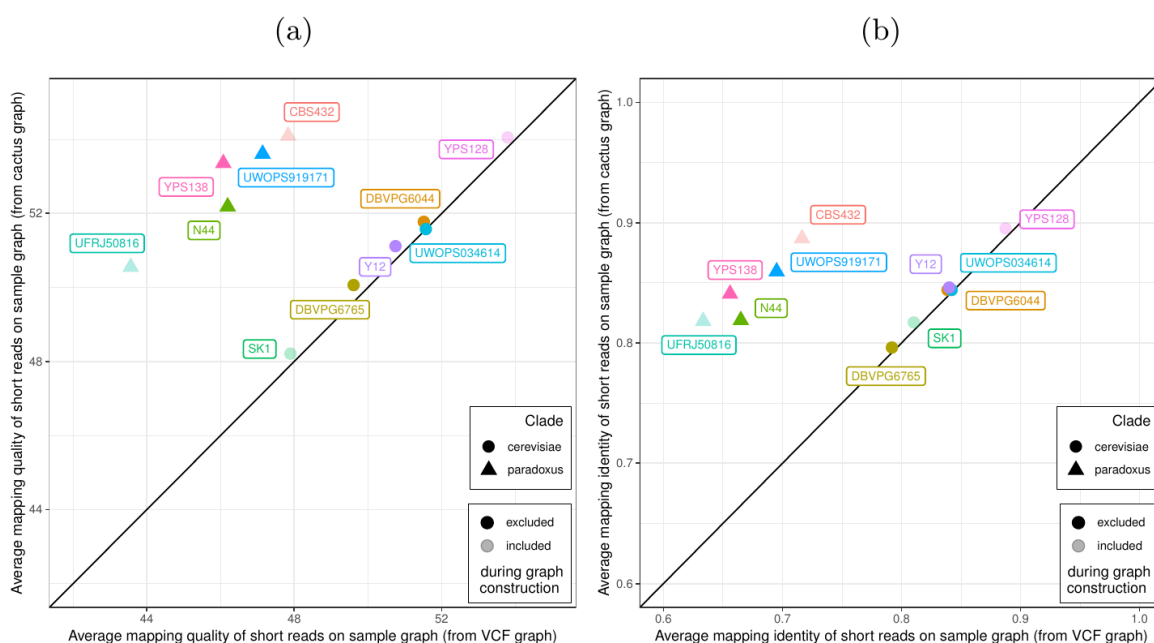 (a)
Average mapping quality of short reads on sample graph (from cactus graph)
52
48
44
CBS432
YPS138
UWOPS919171
N44
UFRJ50816
YPS128
DBVPG6044
UWOPS034614
Y12
DBVPG6765
SK1
Clade
cerevisiae
paradoxus
excluded
included
during graph
construction
44
48
52
Average mapping quality of short reads on sample graph (from VCF graph)
(b)
Average mapping identity of short reads on sample graph (from cactus graph)
1.0
0.9
0.8
0.7
0.6
CBS432
YPS128
UWOPS919171
YPS138
N44
UFRJ50816
Y12
UWOPS034614
DBVPG6044
SK1
DBVPG6765
Clade
cerevisiae
paradoxus
excluded
included
during graph
construction
0.6
0.7
0.8
0.9
1.0
Average mapping identity of short reads on sample graph (from VCF graph)